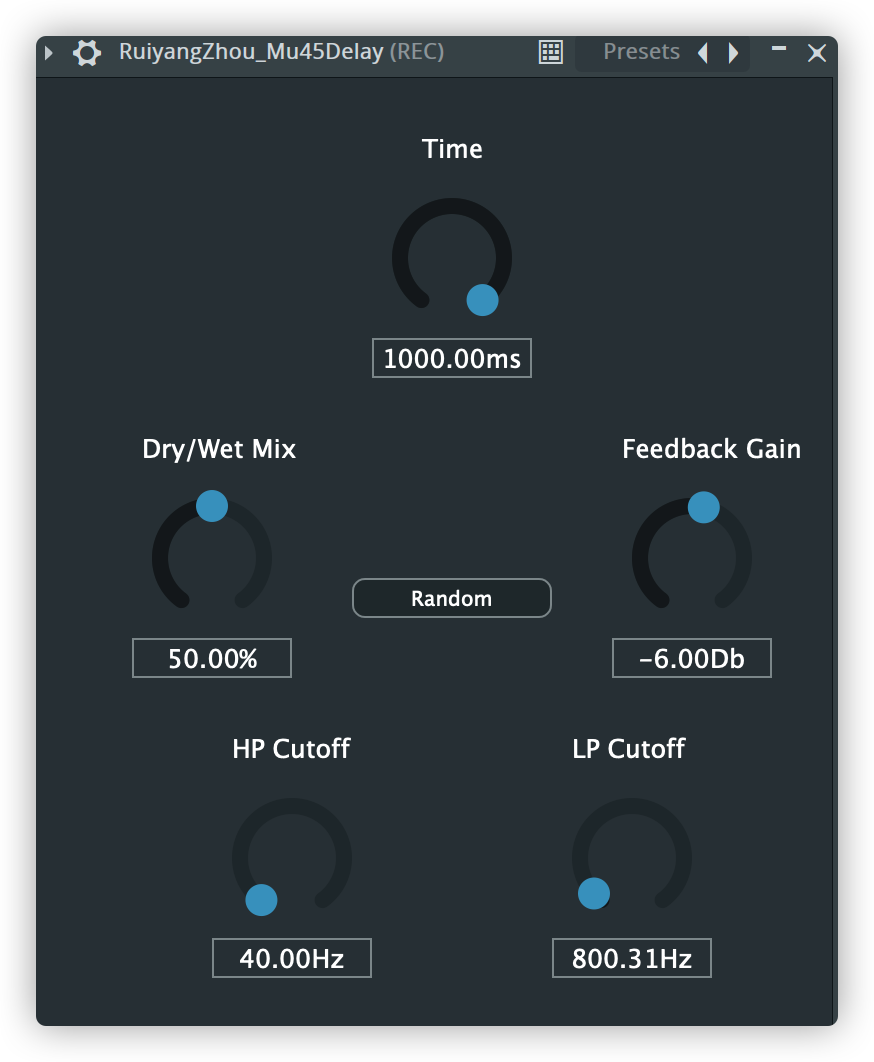 RuiyangZhou_Mu45Delay (REC) Presets
Time
1000.00ms
Dry/Wet Mix
Feedback Gain
Random
50.00%
-6.00Db
HP Cutoff
LP Cutoff
40.00Hz
800.31Hz